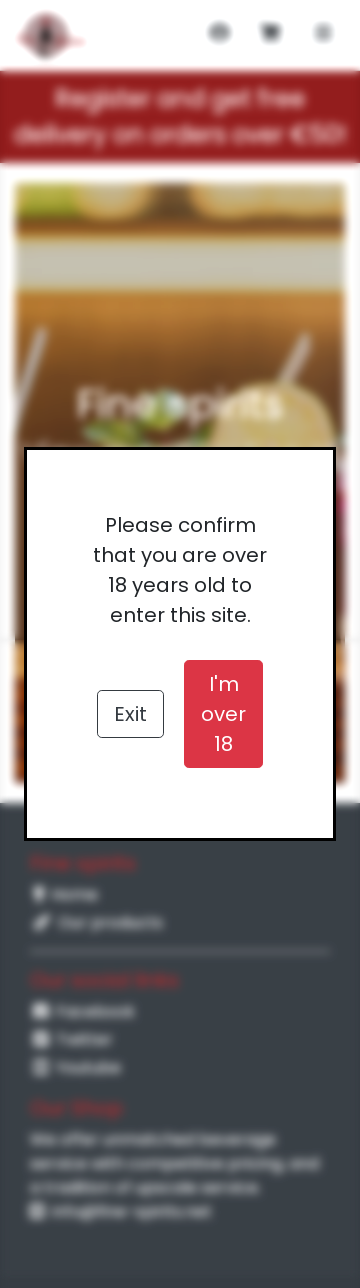 Register and get free
delivery on orders over €50!
Fine spirits
Please confirm
that you are over
18 years old to
enter this site.
Exit
I'm
over
18
Fine spirits
Home
Our products
Our social links
Facebook
Twitter
Youtube
Our Shop
We offer unmatched beverage
service with competitive pricing and
a tradition of upscale service.